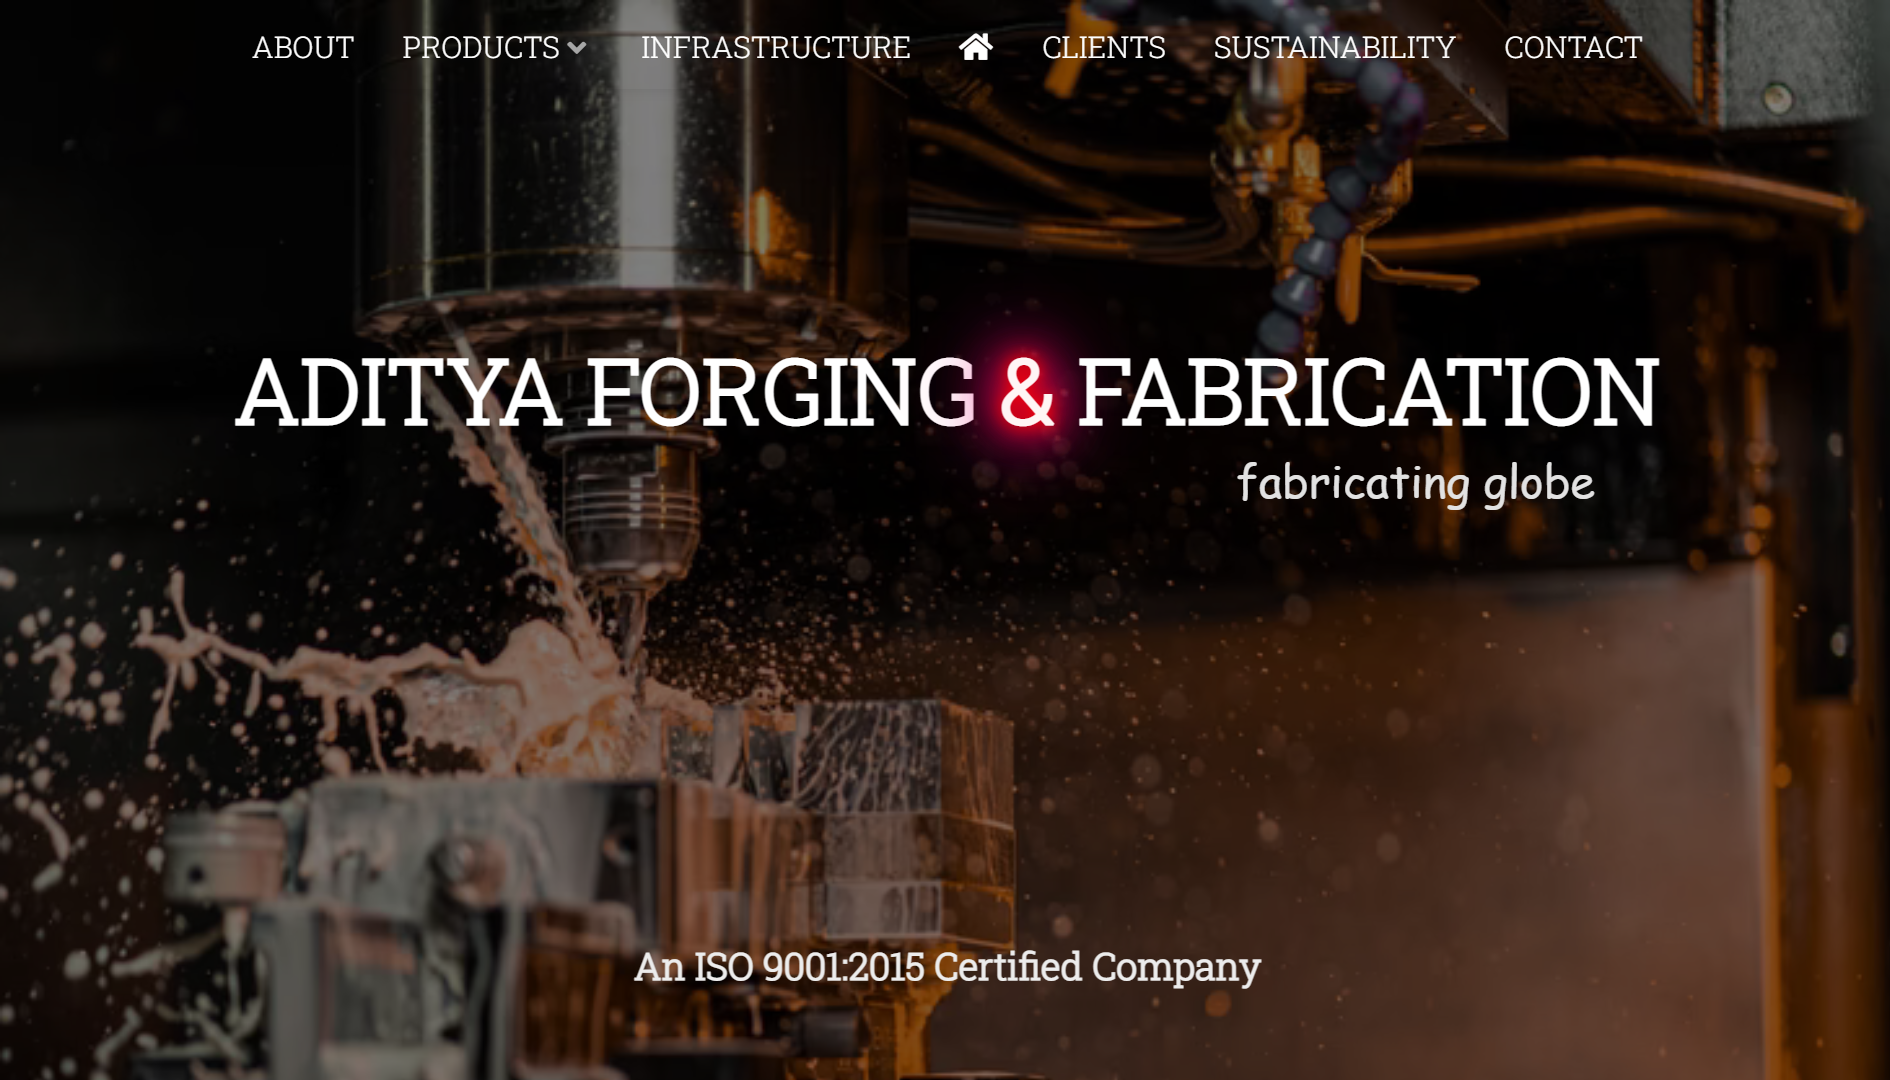 ABOUT PRODUCTS INFRASTRUCTURE CLIENTS SUSTAINABILITY CONTACT
ADITYA FORGING & FABRICATION
fabricating globe
An ISO 9001:2015 Certified Company